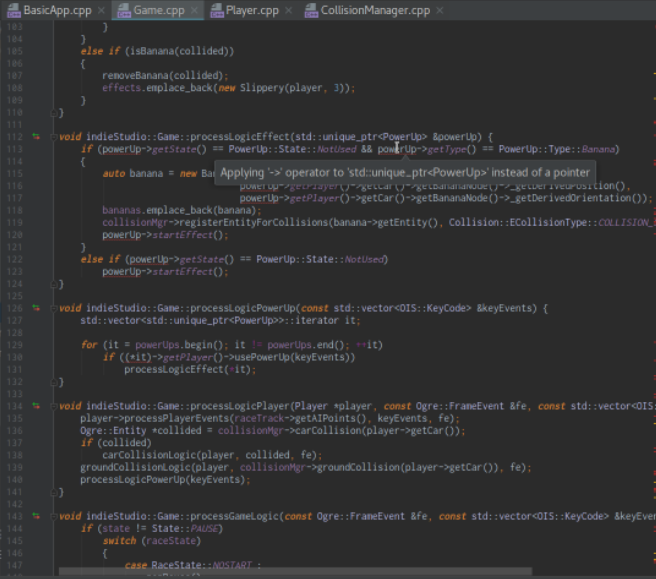 BasicApp.cpp × Game.cpp × Player.cpp × CollisionManager.cpp ×
103 }
104 }
105 else if (isBanana(collided))
106 {
107 removeBanana(collided);
108 effects.emplace_back(new Slippery(player, 3));
109 }
110 }
111
112 void indieStudio::Game::processLogicEffect(std::unique_ptr<PowerUp> &powerUp) {
113 if (powerUp->getState() == PowerUp::State::NotUsed && powerUp->getType() == PowerUp::Type::Banana)
114 {
Applying '->' operator to 'std::unique_ptr<PowerUp>' instead of a pointer
115 auto banana = new Ba
116 powerUp->getPlayer()->getCar()->getBananaNode()->_getDerivedPosition(),
117 powerUp->getPlayer()->getCar()->getBananaNode()->_getDerivedOrientation());
118 bananas.emplace_back(banana);
119 collisionMgr->registerEntityForCollisions(banana->getEntity(), Collision::ECollisionType::COLLISION_
120 powerUp->startEffect();
121 }
122 else if (powerUp->getState() == PowerUp::State::NotUsed)
123 powerUp->startEffect();
124 }
125
126 void indieStudio::Game::processLogicPowerUp(const std::vector<OIS::KeyCode> &keyEvents) {
127 std::vector<std::unique_ptr<PowerUp>>::iterator it;
128
129 for (it = powerUps.begin(); it != powerUps.end(); ++it)
130 if ((*it)->getPlayer()->usePowerUp(keyEvents))
131 processLogicEffect(*it);
132 }
133
134 void indieStudio::Game::processLogicPlayer(Player *player, const Ogre::FrameEvent &fe, const std::vector<OIS:
135 player->processPlayerEvents(raceTrack->getAIPoints(), keyEvents, fe);
136 Ogre::Entity *collided = collisionMgr->carCollision(player->getCar());
137 if (collided)
138 carCollisionLogic(player, collided, fe);
139 groundCollisionLogic(player, collisionMgr->groundCollision(player->getCar()), fe);
140 processLogicPowerUp(keyEvents);
141 }
142
143 void indieStudio::Game::processGameLogic(const Ogre::FrameEvent &fe, const std::vector<OIS::KeyCode> &keyEven
144 if (state != State::PAUSE)
145 switch (raceState)
146 {
147 case RaceState::NOSTART :